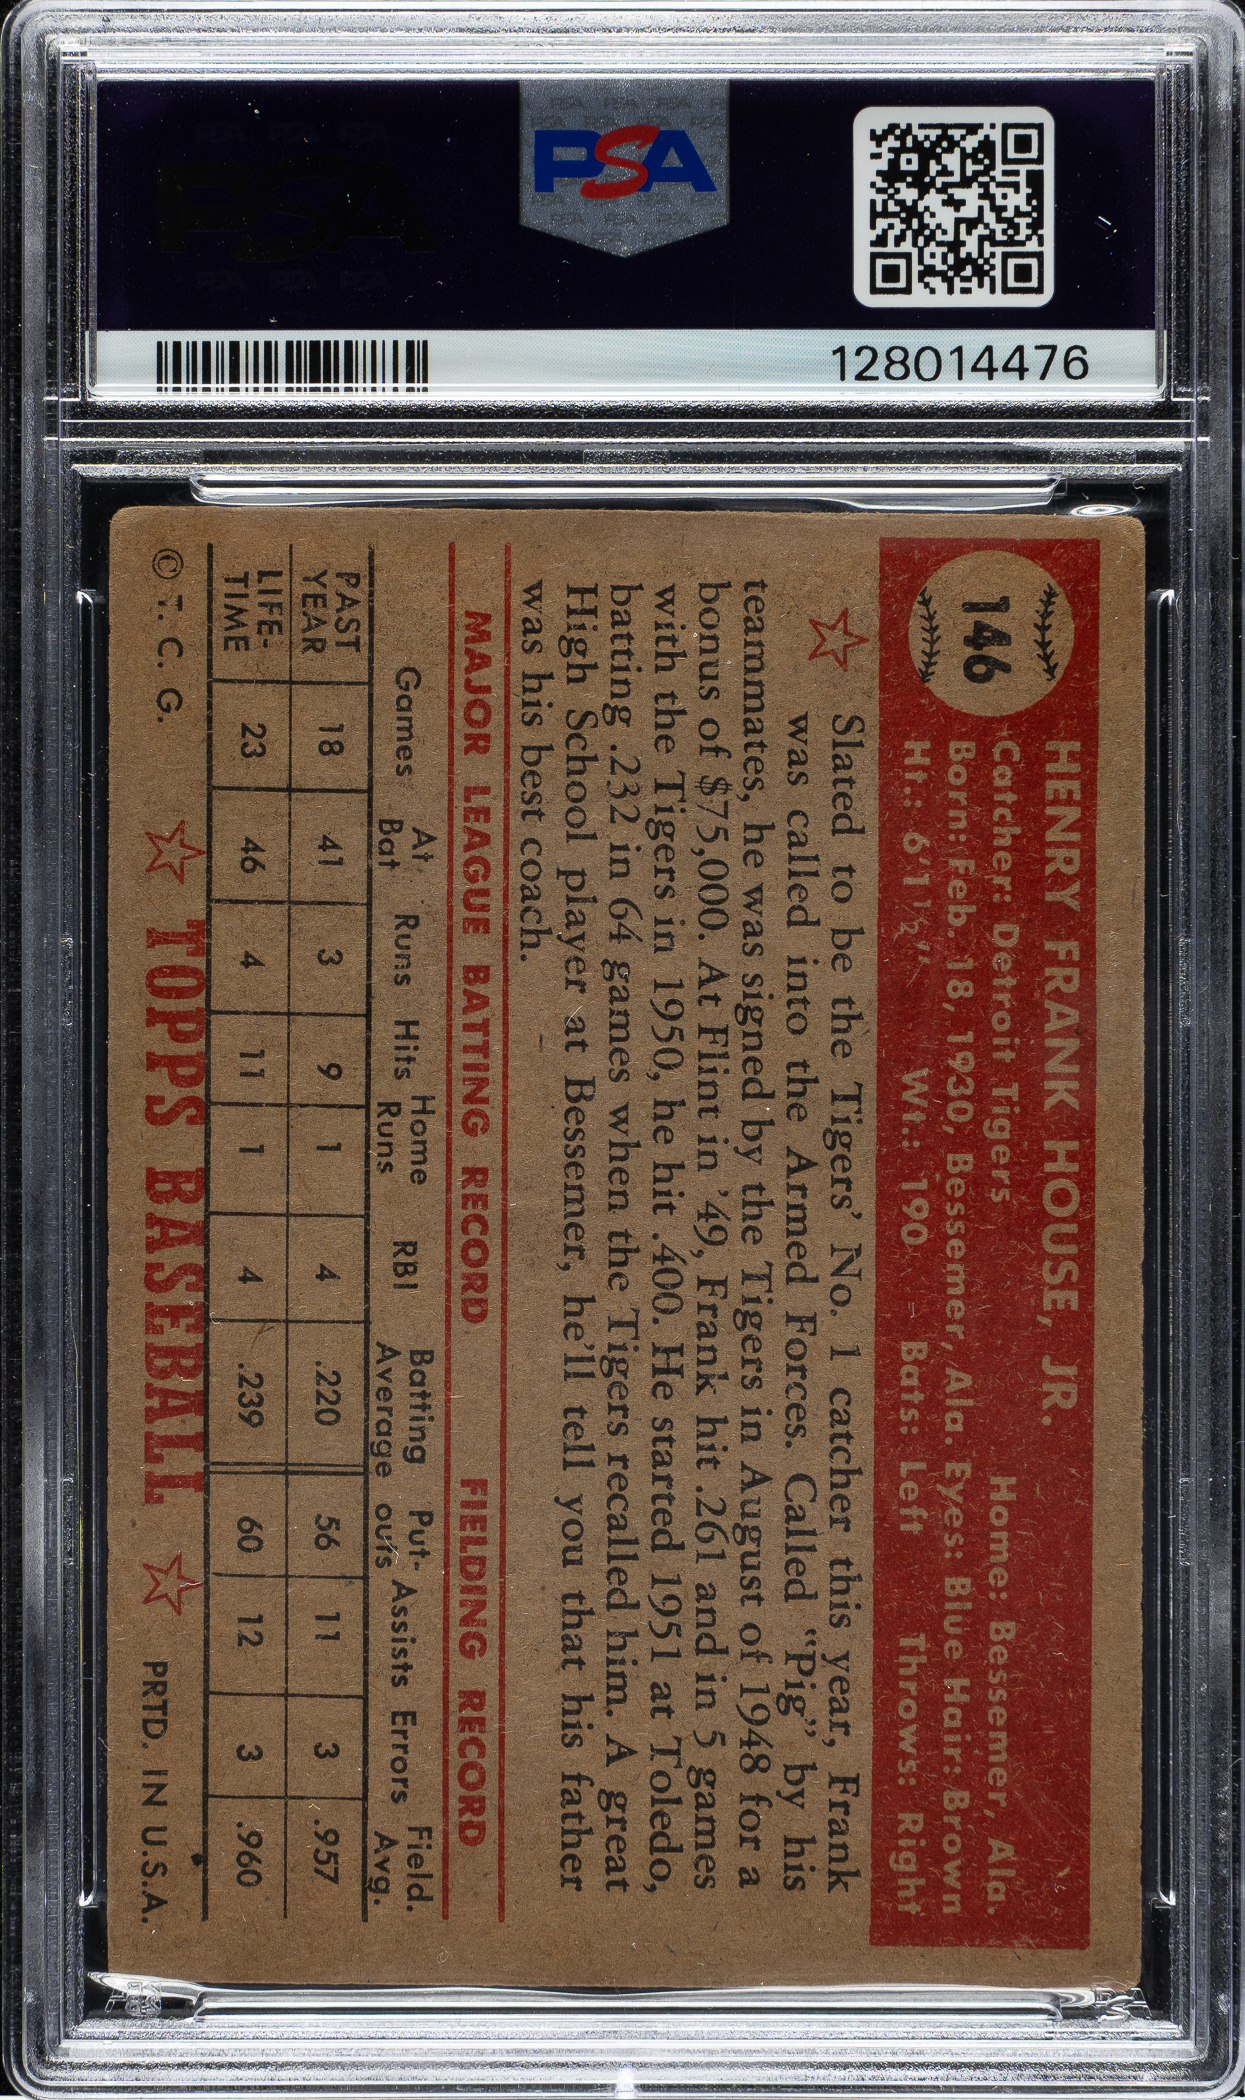 PSA
128014476
146
HENRY FRANK HOUSE, JR.
Catcher: Detroit Tigers Home: Bessemer, Ala.
Born: Feb. 18, 1930, Bessemer, Ala. Eyes: Blue Hair: Brown
Ht.: 6'1½" Wt.: 190 Bats: Left Throws: Right
Slated to be the Tigers' No. 1 catcher this year, Frank
was called into the Armed Forces. Called "Pig" by his
teammates, he was signed by the Tigers in August of 1948 for a
bonus of $75,000. At Flint in '49, Frank hit .261 and in 5 games
with the Tigers in 1950, he hit .400. He started 1951 at Toledo,
batting .232 in 64 games when the Tigers recalled him. A great
High School player at Bessemer, he'll tell you that his father
was his best coach.
MAJOR LEAGUE BATTING RECORD FIELDING RECORD
Games At Bat Runs Hits Home Runs RBI Batting Average Put-outs Assists Errors Field. Avg.
PAST YEAR 18 41 3 9 1 4 .220 56 11 3 .957
LIFE-TIME 23 46 4 11 1 4 .239 60 12 3 .960
© T. C. G. TOPPS BASEBALL PRTD. IN U.S.A.